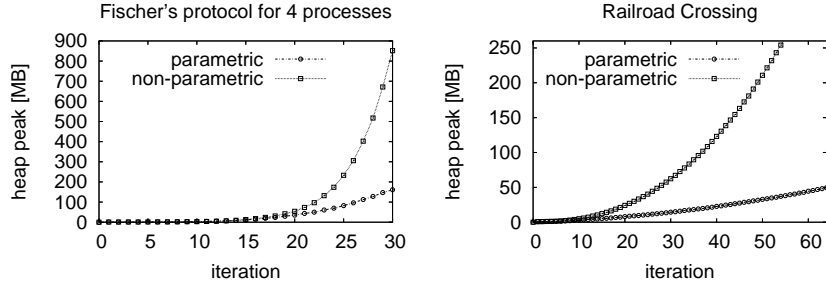 Fischer's protocol for 4 processes
900
800
700
600
500
400
300
200
100
0
heap peak [MB]
parametric
non-parametric
0 5 10 15 20 25 30
iteration
Railroad Crossing
250
200
150
100
50
0
heap peak [MB]
parametric
non-parametric
0 10 20 30 40 50 60
iteration